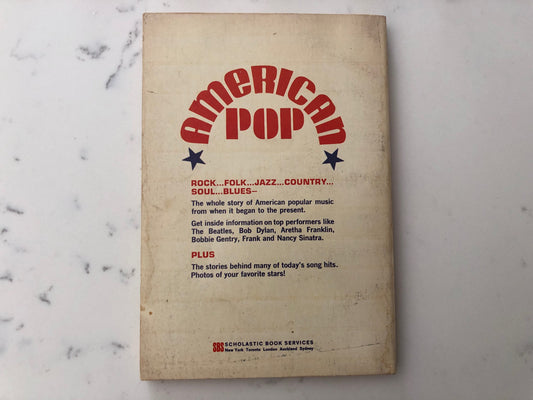 AMERICAN
POP
ROCK...FOLK...JAZZ...COUNTRY...
SOUL...BLUES—
The whole story of American popular music
from when it began to the present.
Get inside information on top performers like
The Beatles, Bob Dylan, Aretha Franklin,
Bobbie Gentry, Frank and Nancy Sinatra.
PLUS
The stories behind many of today's song hits.
Photos of your favorite stars!
SBS SCHOLASTIC BOOK SERVICES
New York Toronto London Auckland Sydney